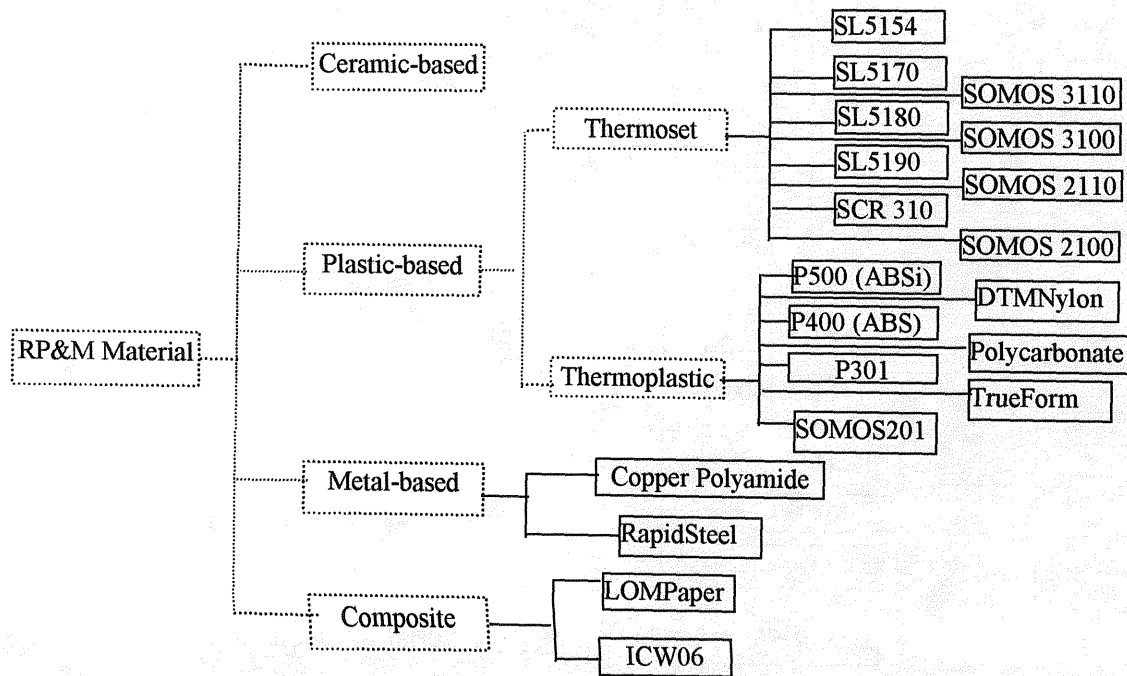 SL5154
Ceramic-based
SL5170
SOMOS 3110
Thermoset
SL5180
SOMOS 3100
SL5190
SOMOS 2110
SCR 310
SOMOS 2100
Plastic-based
P500 (ABSi)
DTMNylon
P400 (ABS)
RP&M Material
Polycarbonate
P301
Thermoplastic
TrueForm
SOMOS201
Metal-based
Copper Polyamide
RapidSteel
LOMPaper
Composite
ICW06